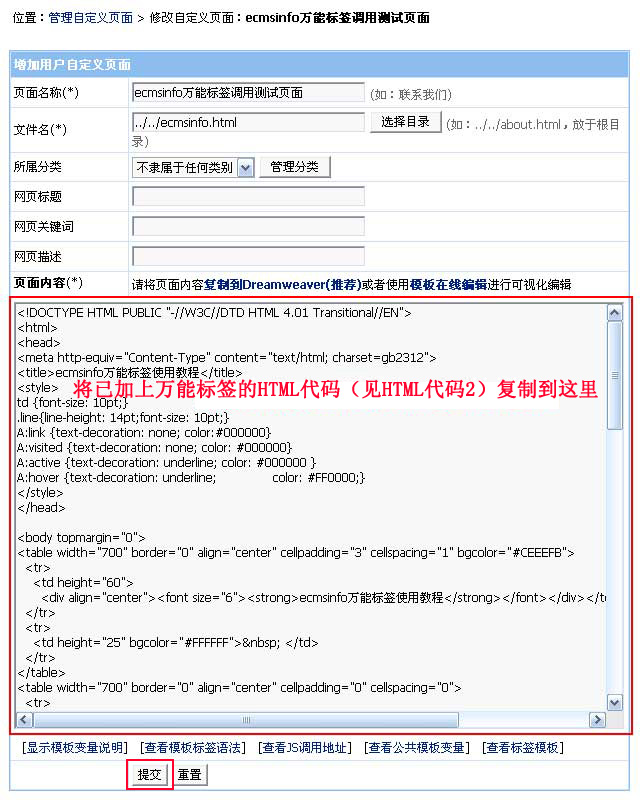 位置：管理自定义页面 > 修改自定义页面：ecmsinfo万能标签调用测试页面
增加用户自定义页面
页面名称(*) ecmsinfo万能标签调用测试页面 (如：联系我们)
文件名(*) ../../ecmsinfo.html 选择目录 (如：../../about.html，放于根目
录)
所属分类 不隶属于任何类别 管理分类
网页标题
网页关键词
网页描述
页面内容(*) 请将页面内容复制到Dreamweaver(推荐)或者使用模板在线编辑进行可视化编辑
<!DOCTYPE HTML PUBLIC "-//W3C//DTD HTML 4.01 Transitional//EN">
<html>
<head>
<meta http-equiv="Content-Type" content="text/html; charset=gb2312">
<title>ecmsinfo万能标签使用教程</title>
<style>
将已加上万能标签的HTML代码（见HTML代码2）复制到这里
td {font-size: 10pt;}
.line{line-height: 14pt;font-size: 10pt;}
A:link {text-decoration: none; color:#000000}
A:visited {text-decoration: none; color: #000000}
A:active {text-decoration: underline; color: #000000 }
A:hover {text-decoration: underline; color: #FF0000;}
</style>
</head>
<body topmargin="0">
<table width="700" border="0" align="center" cellpadding="3" cellspacing="1" bgcolor="#CEEEFB">
<tr>
<td height="60">
<div align="center"><font size="6"><strong>ecmsinfo万能标签使用教程</strong></font></div></t
</tr>
<tr>
<td height="25" bgcolor="#FFFFFF">&nbsp; </td>
</tr>
</table>
<table width="700" border="0" align="center" cellpadding="0" cellspacing="0">
<tr>
[显示模板变量说明] [查看模板标签语法] [查看JS调用地址] [查看公共模板变量] [查看标签模板]
提交 重置